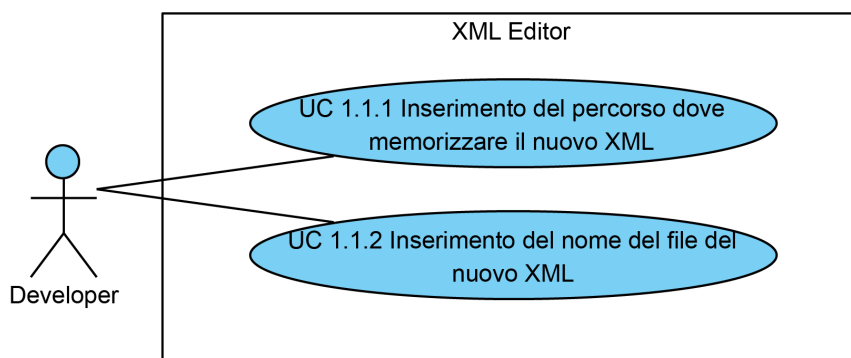 XML Editor
UC 1.1.1 Inserimento del percorso dove
memorizzare il nuovo XML
UC 1.1.2 Inserimento del nome del file del
nuovo XML
Developer